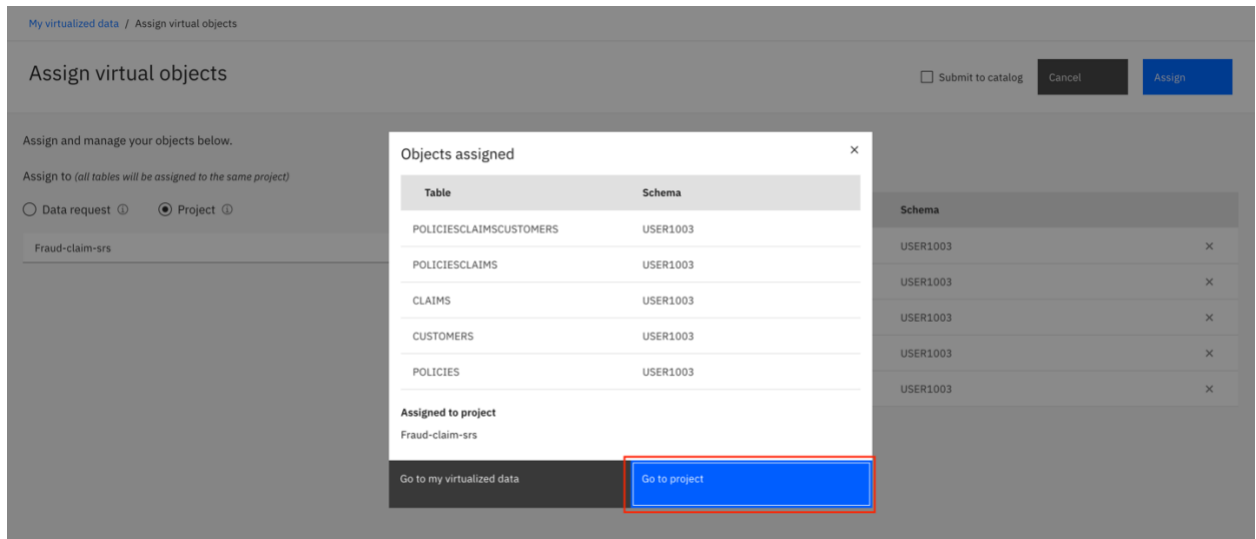 My virtualized data / Assign virtual objects
Assign virtual objects
Submit to catalog Cancel Assign
Assign and manage your objects below.
Assign to (all tables will be assigned to the same project)
Data request Project
Fraud-claim-srs
Objects assigned
Table Schema
POLICIESCLAIMSCUSTOMERS USER1003
POLICIESCLAIMS USER1003
CLAIMS USER1003
CUSTOMERS USER1003
POLICIES USER1003
Assigned to project
Fraud-claim-srs
Go to my virtualized data Go to project
Schema
USER1003
USER1003
USER1003
USER1003
USER1003